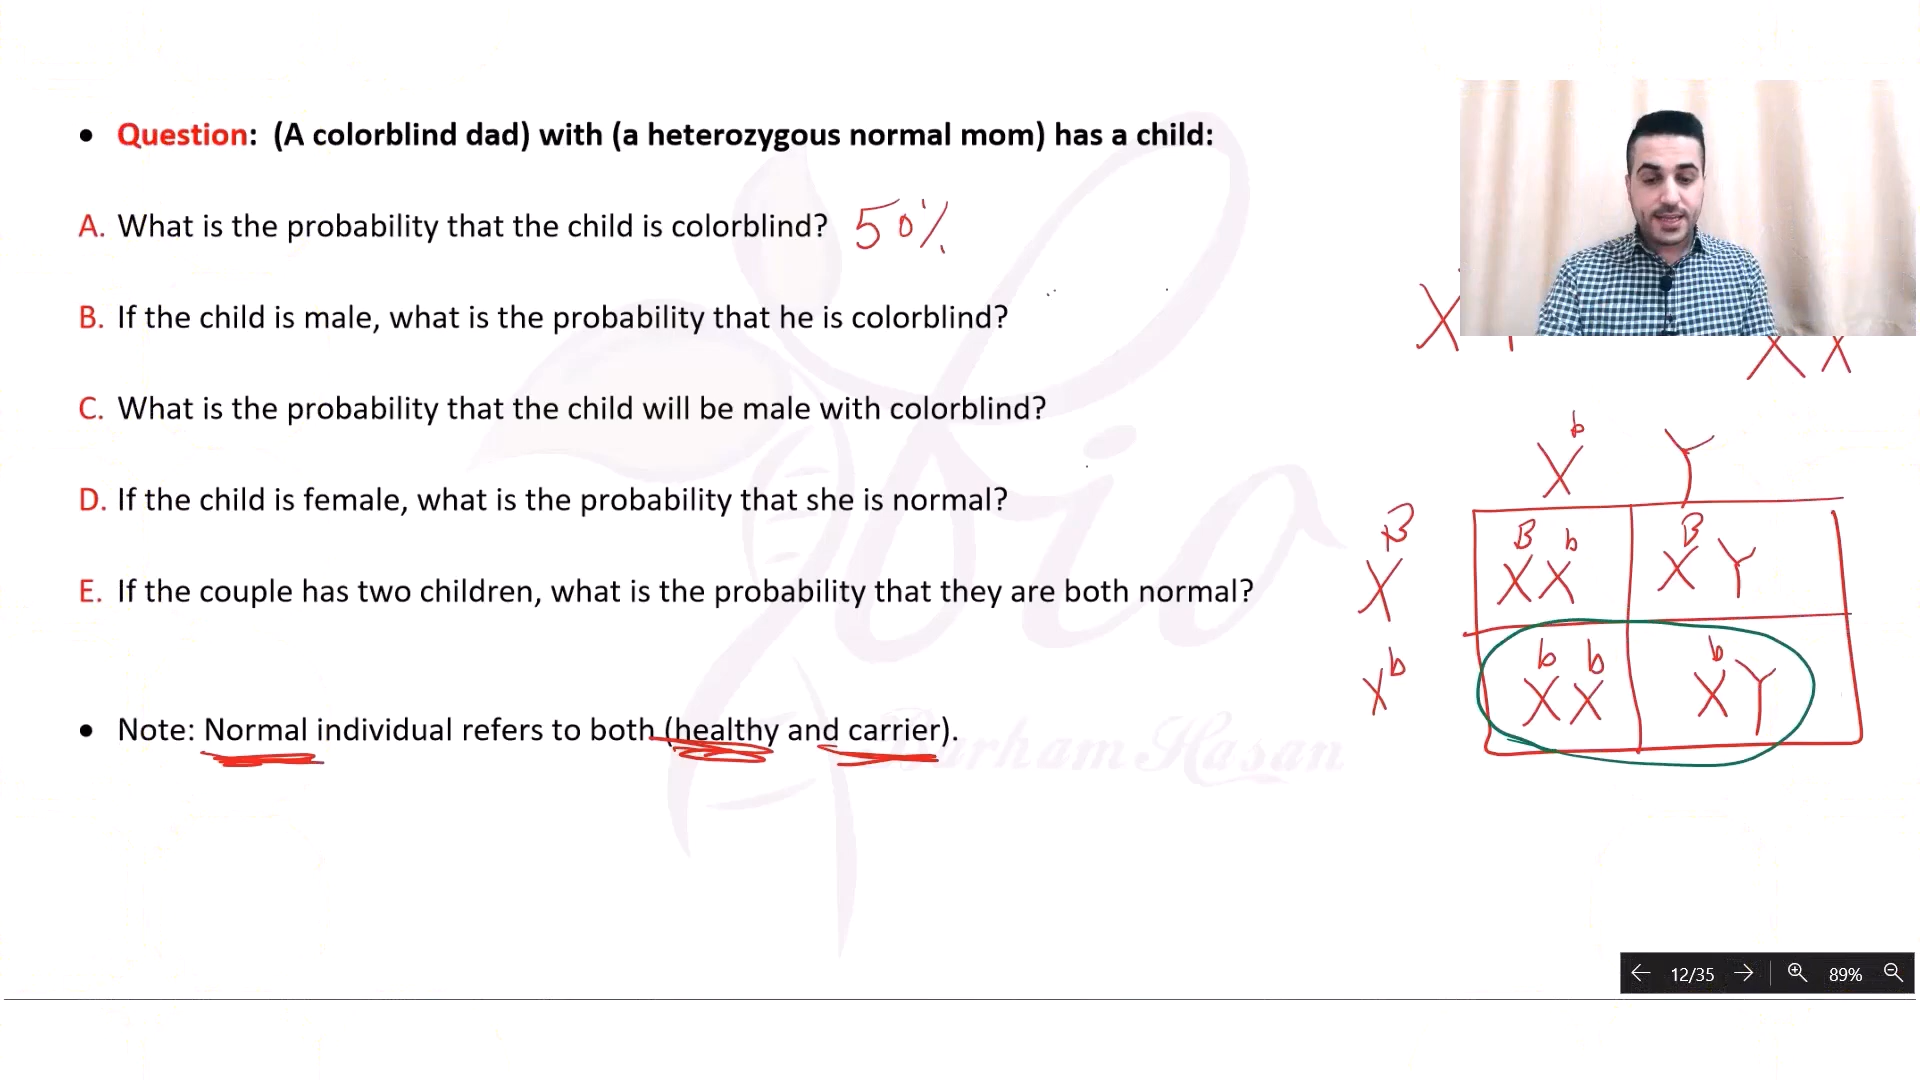 • Question: (A colorblind dad) with (a heterozygous normal mom) has a child:
A. What is the probability that the child is colorblind? 50%
B. If the child is male, what is the probability that he is colorblind?
C. What is the probability that the child will be male with colorblind?
D. If the child is female, what is the probability that she is normal?
E. If the couple has two children, what is the probability that they are both normal?
• Note: Normal individual refers to both (healthy and carrier).
X
X X
X^b Y
X^B X^B X^b X^B Y
X^b X^b X^b X^b Y
bio
Hasan
12/35 89%